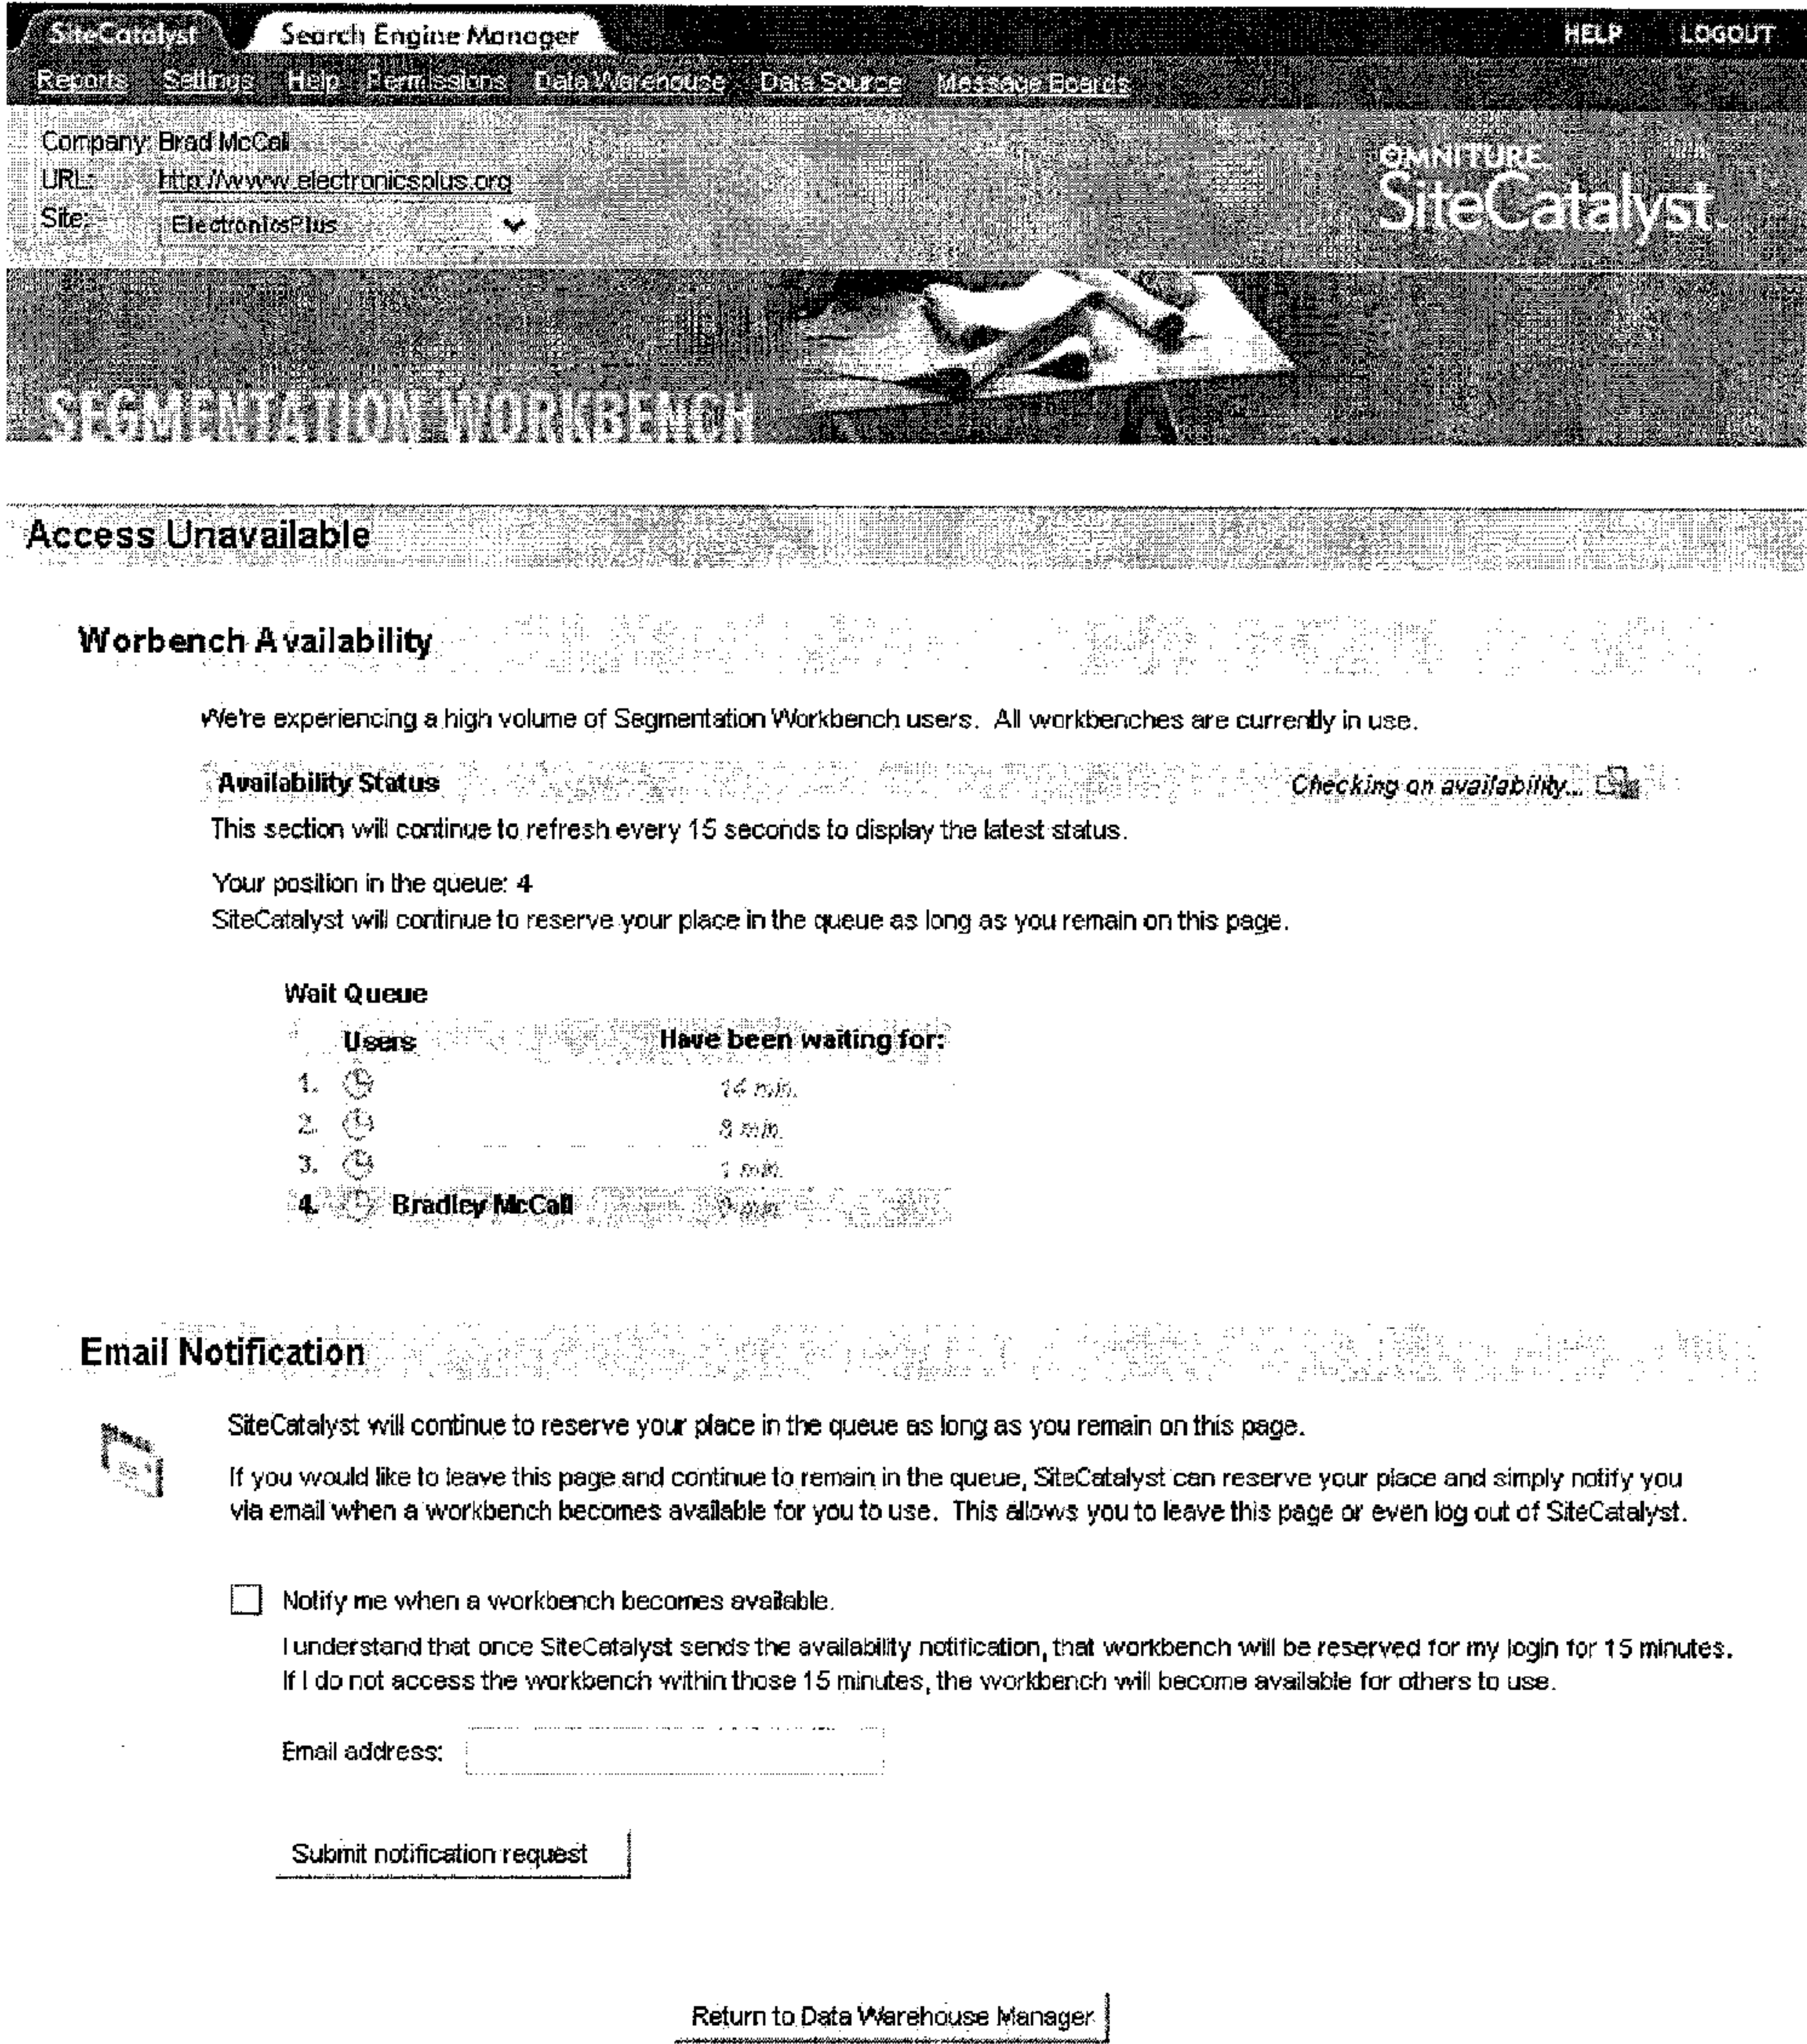 SiteCatalyst Search Engine Manager HELP LOGOUT
Reports Settings Help Permissions Data Warehouse Data Source Message Boards
Company: Brad McCall
URL: http://www.electronicsplus.org
Site: ElectronicsPlus
OMNITURE
SiteCatalyst
SEGMENTATION WORKBENCH
Access Unavailable
Worbench Availability
We're experiencing a high volume of Segmentation Workbench users. All workbenches are currently in use.
Availability Status Checking on availability...
This section will continue to refresh every 15 seconds to display the latest status.
Your position in the queue: 4
SiteCatalyst will continue to reserve your place in the queue as long as you remain on this page.
Wait Queue
Users Have been waiting for:
1. 14 min.
2. 8 min.
3. 1 min.
4. Bradley McCall 0 min.
Email Notification
SiteCatalyst will continue to reserve your place in the queue as long as you remain on this page.
If you would like to leave this page and continue to remain in the queue, SiteCatalyst can reserve your place and simply notify you
via email when a workbench becomes available for you to use. This allows you to leave this page or even log out of SiteCatalyst.
Notify me when a workbench becomes available.
I understand that once SiteCatalyst sends the availability notification, that workbench will be reserved for my login for 15 minutes.
If I do not access the workbench within those 15 minutes, the workbench will become available for others to use.
Email address:
Submit notification request
Return to Data Warehouse Manager